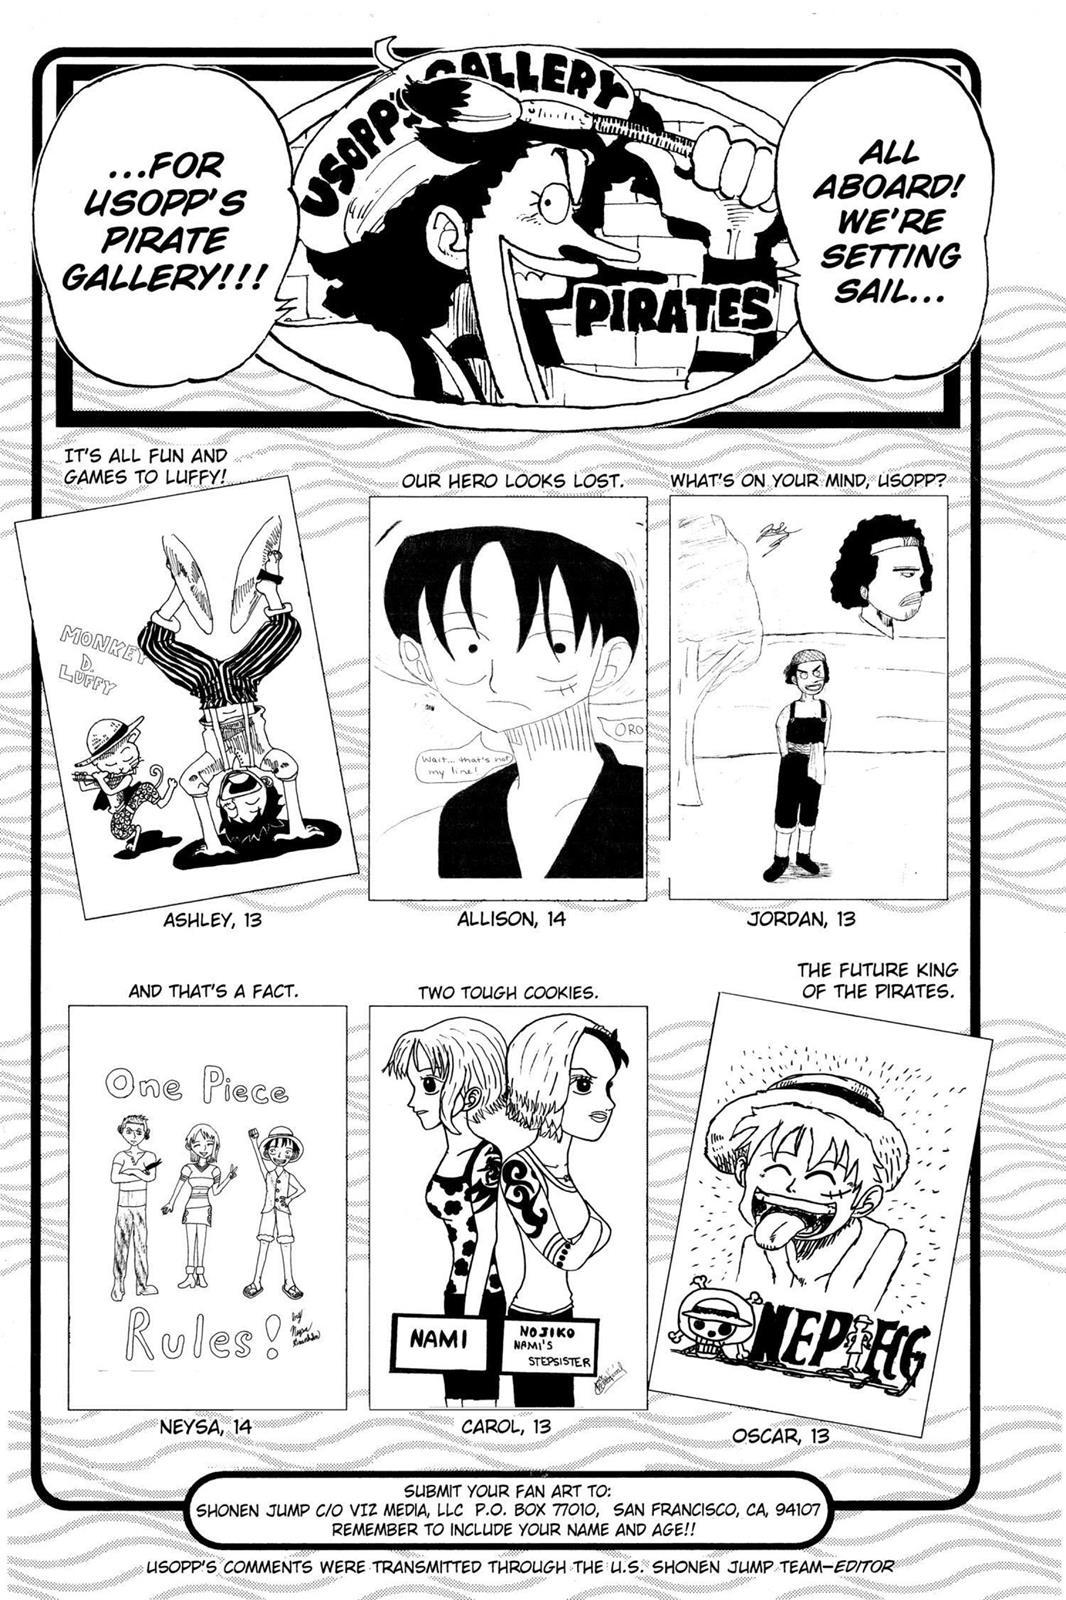 USOPP'S GALLERY
PIRATES
ALL
ABOARD!
WE'RE
SETTING
SAIL...
...FOR
USOPP'S
PIRATE
GALLERY!!!
IT'S ALL FUN AND
GAMES TO LUFFY!
MONKEY
D.
LUFFY
ASHLEY, 13
OUR HERO LOOKS LOST.
ORO
Wait... that's not
my line!
ALLISON, 14
WHAT'S ON YOUR MIND, USOPP?
JORDAN, 13
AND THAT'S A FACT.
One Piece
Rules!
by
Neysa
NEYSA, 14
TWO TOUGH COOKIES.
NAMI
NOJIKO
NAMI'S
STEPSISTER
CAROL, 13
THE FUTURE KING
OF THE PIRATES.
OSCAR, 13
SUBMIT YOUR FAN ART TO:
SHONEN JUMP C/O VIZ MEDIA, LLC P.O. BOX 77010, SAN FRANCISCO, CA, 94107
REMEMBER TO INCLUDE YOUR NAME AND AGE!!
USOPP'S COMMENTS WERE TRANSMITTED THROUGH THE U.S. SHONEN JUMP TEAM—EDITOR